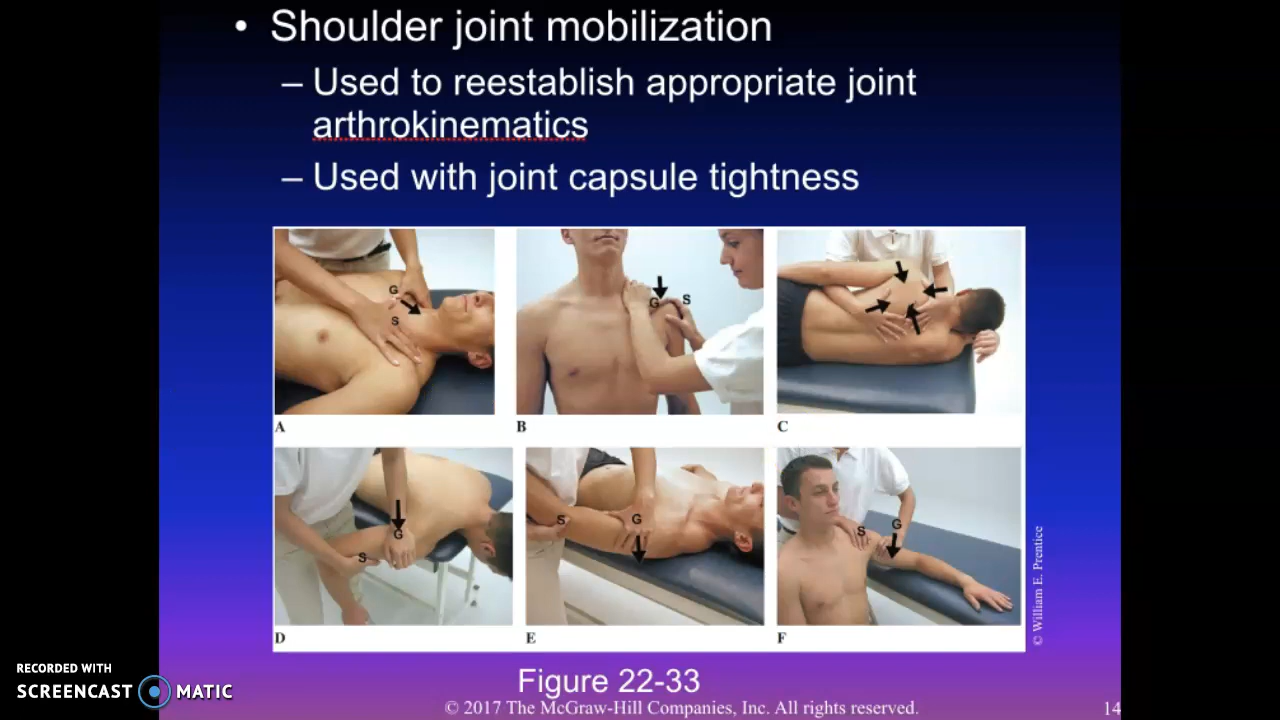 • Shoulder joint mobilization
– Used to reestablish appropriate joint
arthrokinematics
– Used with joint capsule tightness
G
S
A
G S
B
C
S G
D
S G
E
S G
F
© William E. Prentice
Figure 22-33
© 2017 The McGraw-Hill Companies, Inc. All rights reserved.
14
RECORDED WITH
SCREENCAST MATIC